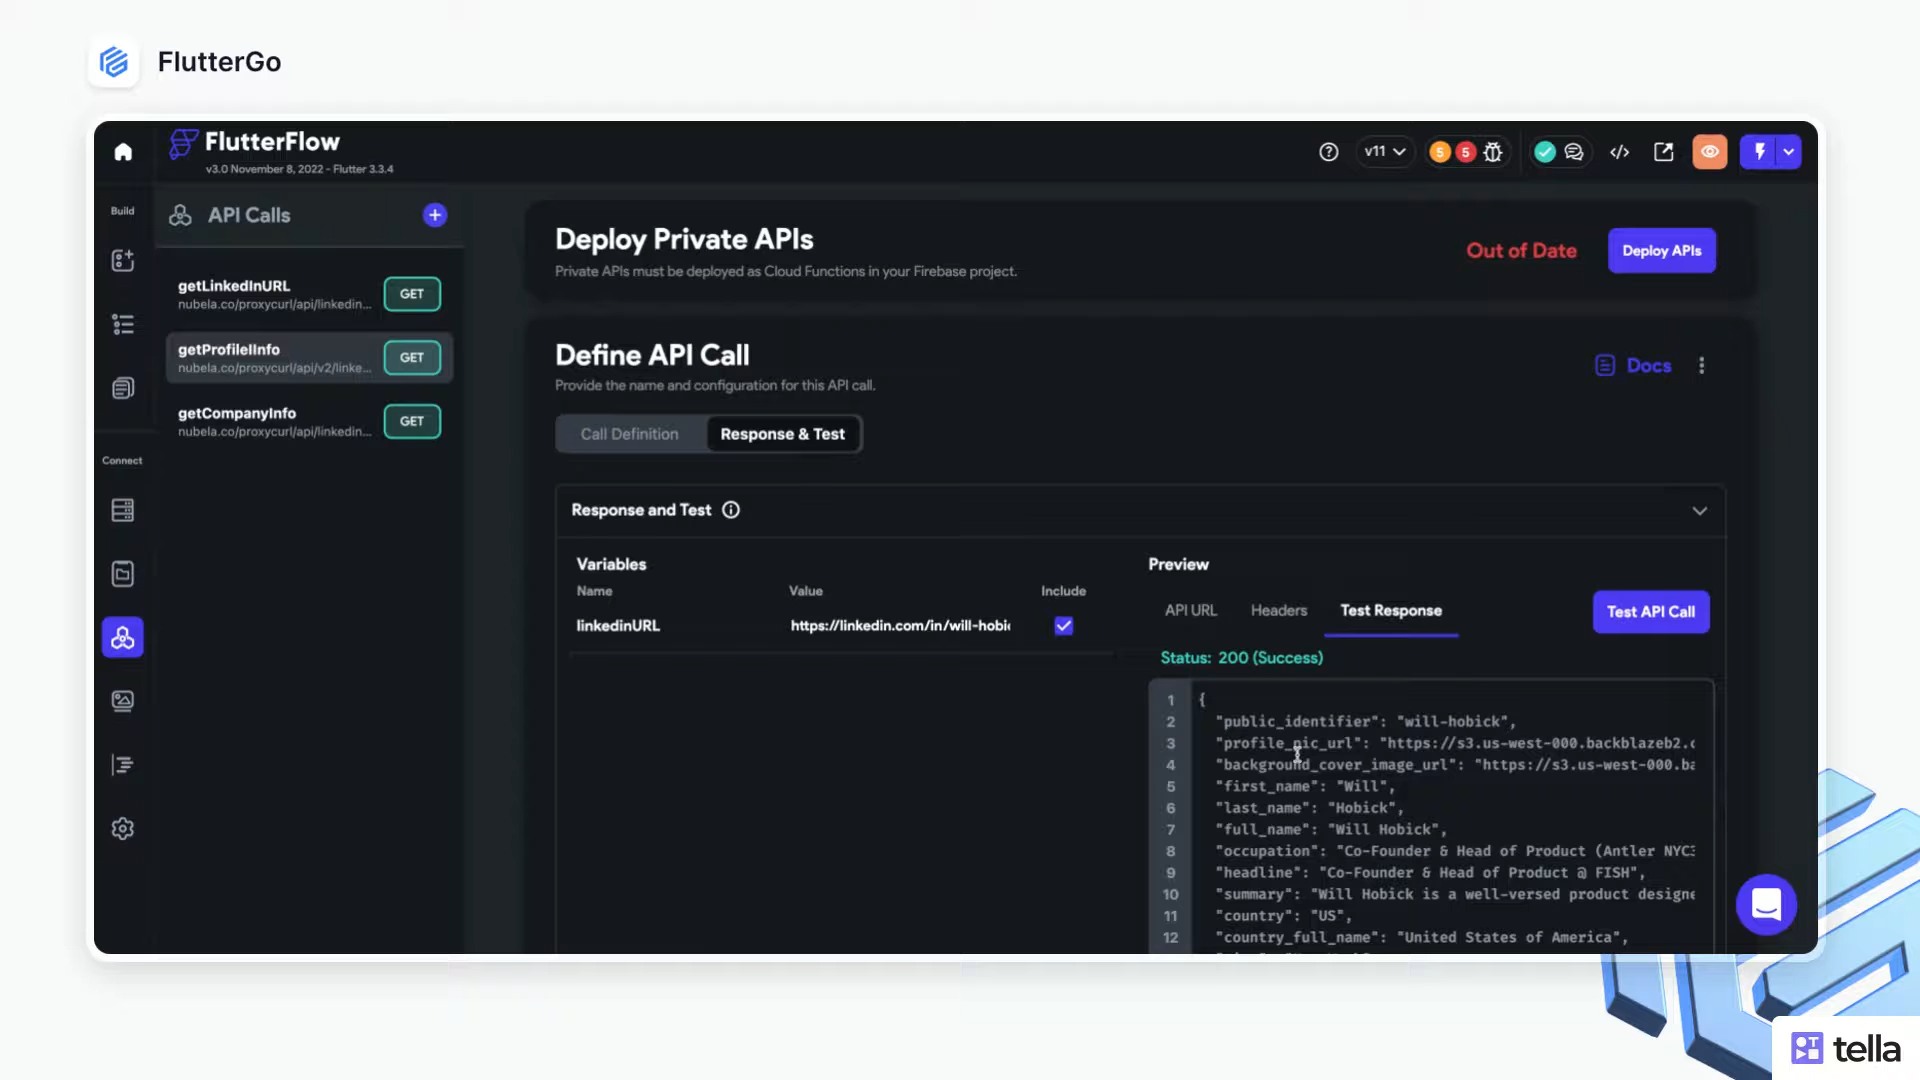 FlutterGo
FlutterFlow
v3.0 November 8, 2022 - Flutter 3.3.4
v11
5
5
</>
Build
API Calls
+
getLinkedInURL
nubela.co/proxycurl/api/linkedin...
GET
getProfileIInfo
nubela.co/proxycurl/api/v2/linke...
GET
getCompanyInfo
nubela.co/proxycurl/api/linkedin...
GET
Connect
Deploy Private APIs
Private APIs must be deployed as Cloud Functions in your Firebase project.
Out of Date
Deploy APIs
Define API Call
Provide the name and configuration for this API call.
Docs
Call Definition
Response & Test
Response and Test
Variables
Name
Value
Include
linkedinURL
https://linkedin.com/in/will-hobi
Preview
API URL
Headers
Test Response
Test API Call
Status: 200 (Success)
1 {
2 "public_identifier": "will-hobick",
3 "profile_pic_url": "https://s3.us-west-000.backblazeb2.c
4 "background_cover_image_url": "https://s3.us-west-000.ba
5 "first_name": "Will",
6 "last_name": "Hobick",
7 "full_name": "Will Hobick",
8 "occupation": "Co-Founder & Head of Product (Antler NYC3
9 "headline": "Co-Founder & Head of Product @ FISH",
10 "summary": "Will Hobick is a well-versed product designe
11 "country": "US",
12 "country_full_name": "United States of America",
tella